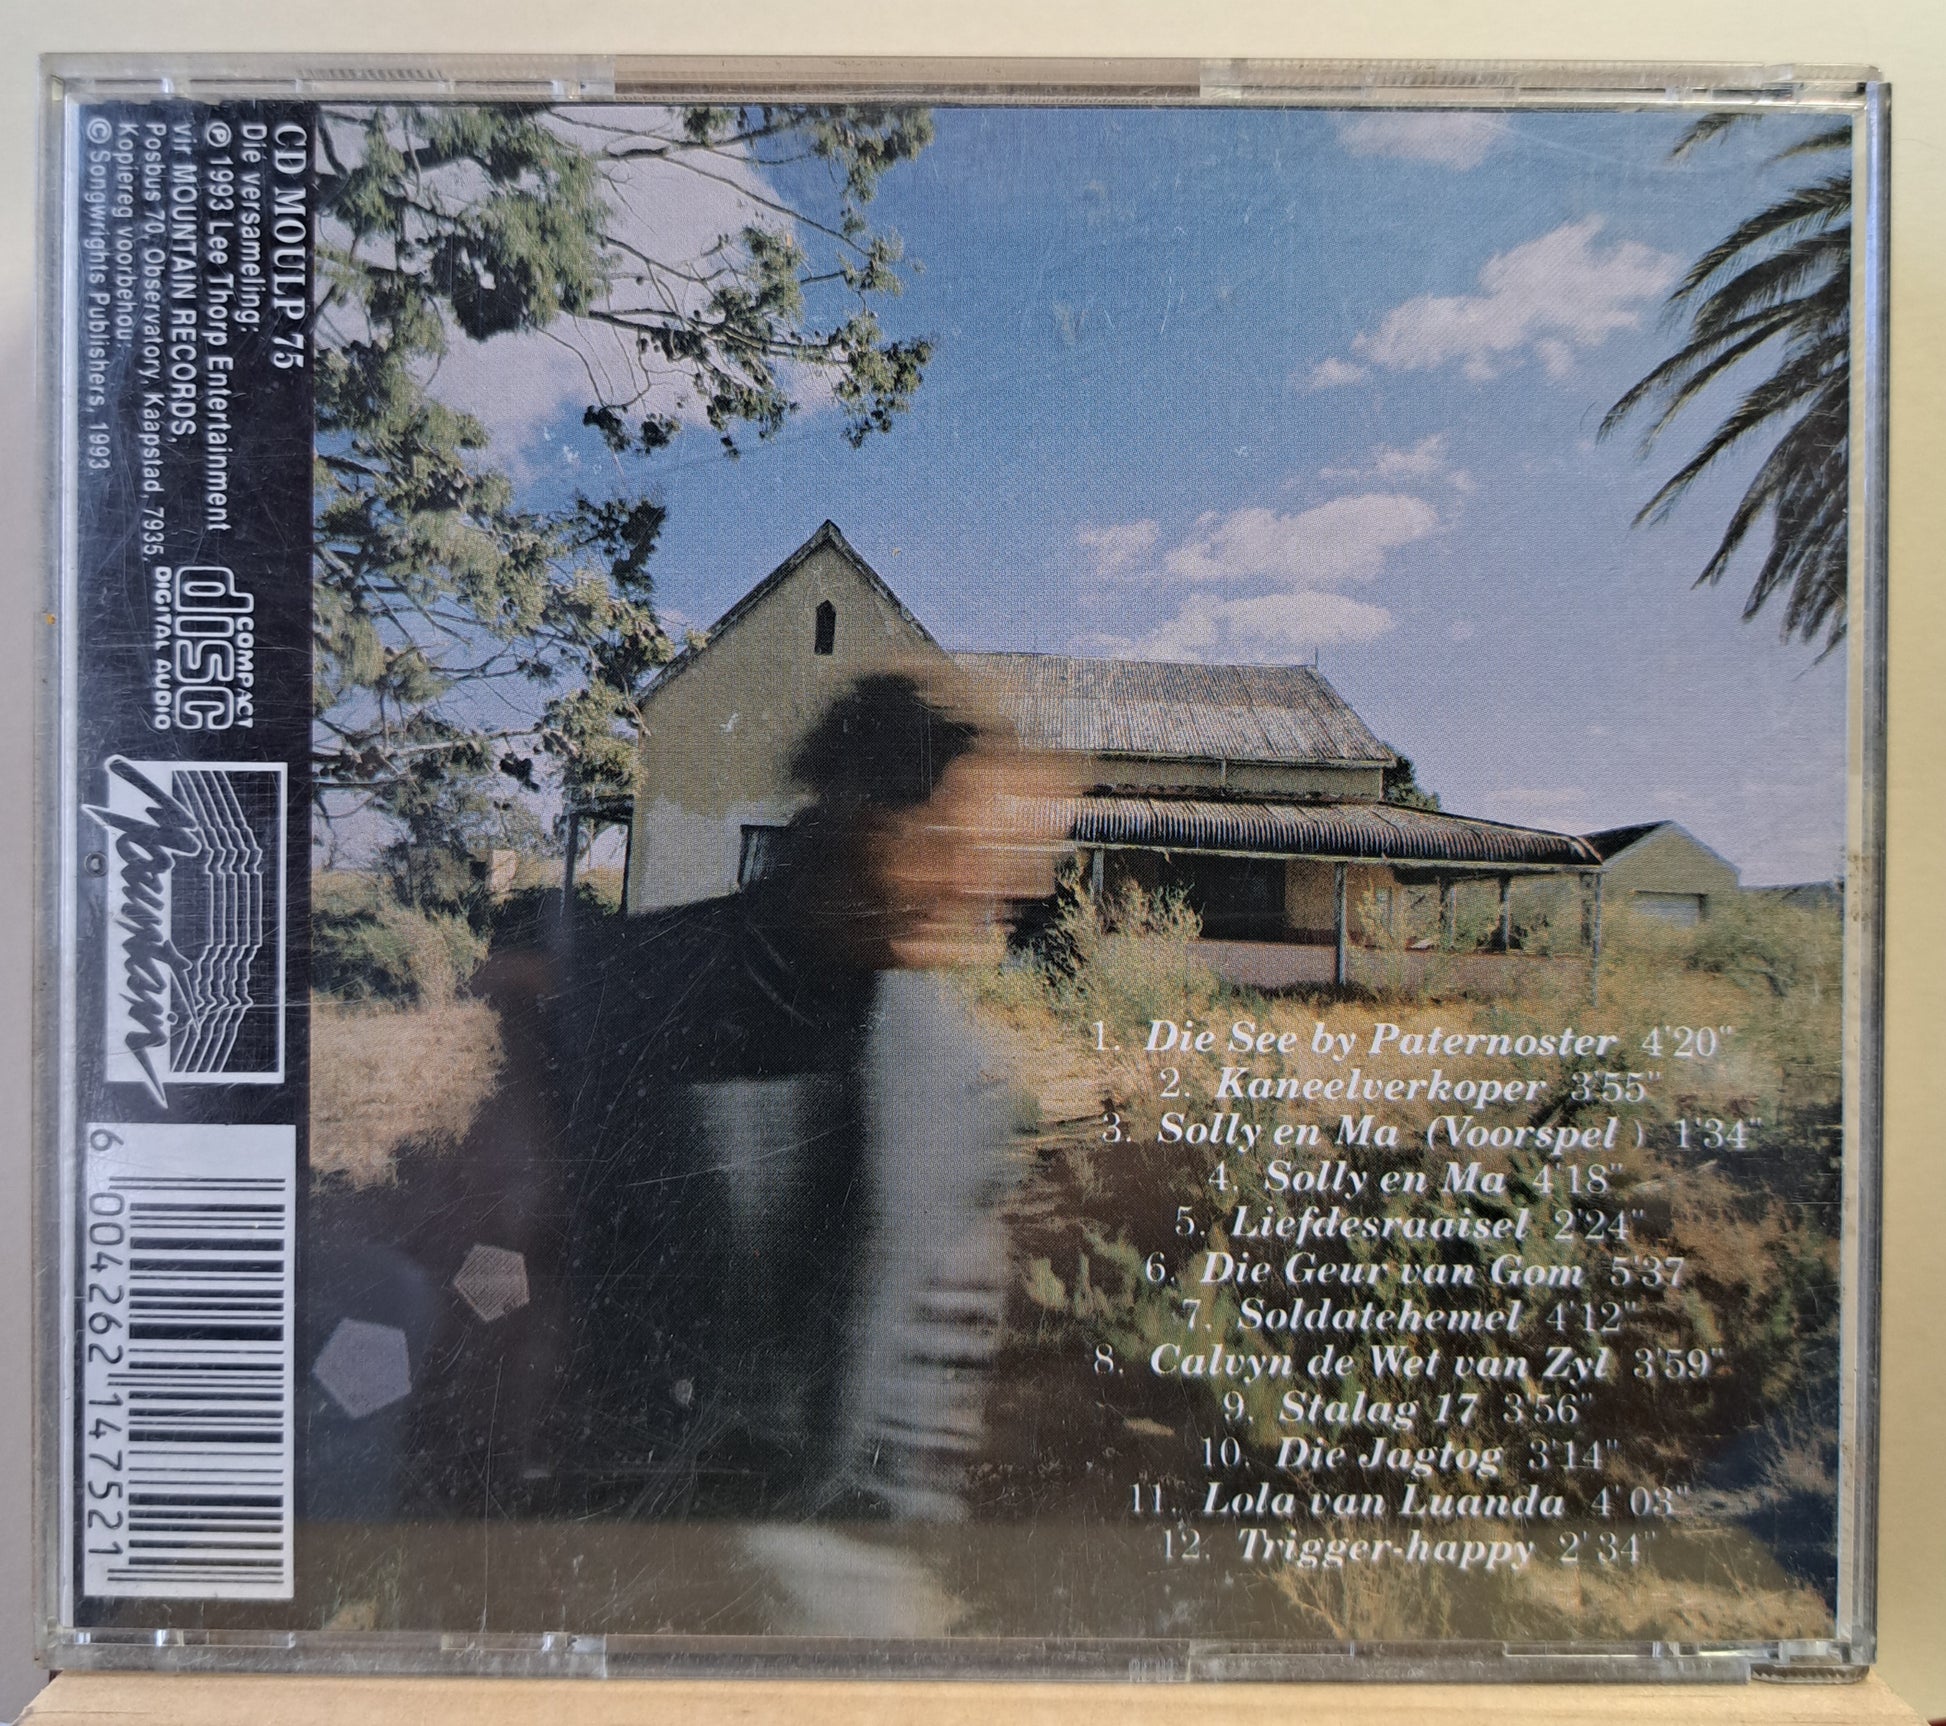 CD MOULP 75
Dié versameling:
℗ 1993 Lee Thorp Entertainment
vir MOUNTAIN RECORDS,
Posbus 70, Observatory, Kaapstad, 7935.
Kopiereg voorbehou:
© Songwrights Publishers, 1993
COMPACT
disc
DIGITAL AUDIO
Mountain
6 004262 147521
1. Die See by Paternoster 4'20"
2. Kaneelverkoper 3'55"
3. Solly en Ma (Voorspel ) 1'34"
4. Solly en Ma 4'18"
5. Liefdesraaisel 2'24"
6. Die Geur van Gom 5'37
7. Soldatehemel 4'12"
8. Calvyn de Wet van Zyl 3'59"
9. Stalag 17 3'56"
10. Die Jagtog 3'14"
11. Lola van Luanda 4'03"
12. Trigger-happy 2'34"